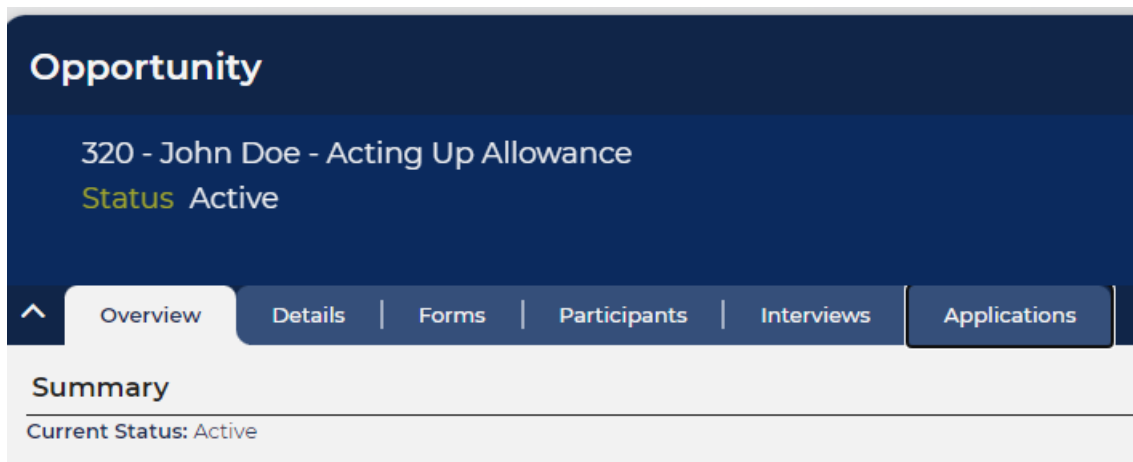 Opportunity
320 - John Doe - Acting Up Allowance
Status Active
Overview Details | Forms | Participants | Interviews Applications
Summary
Current Status: Active